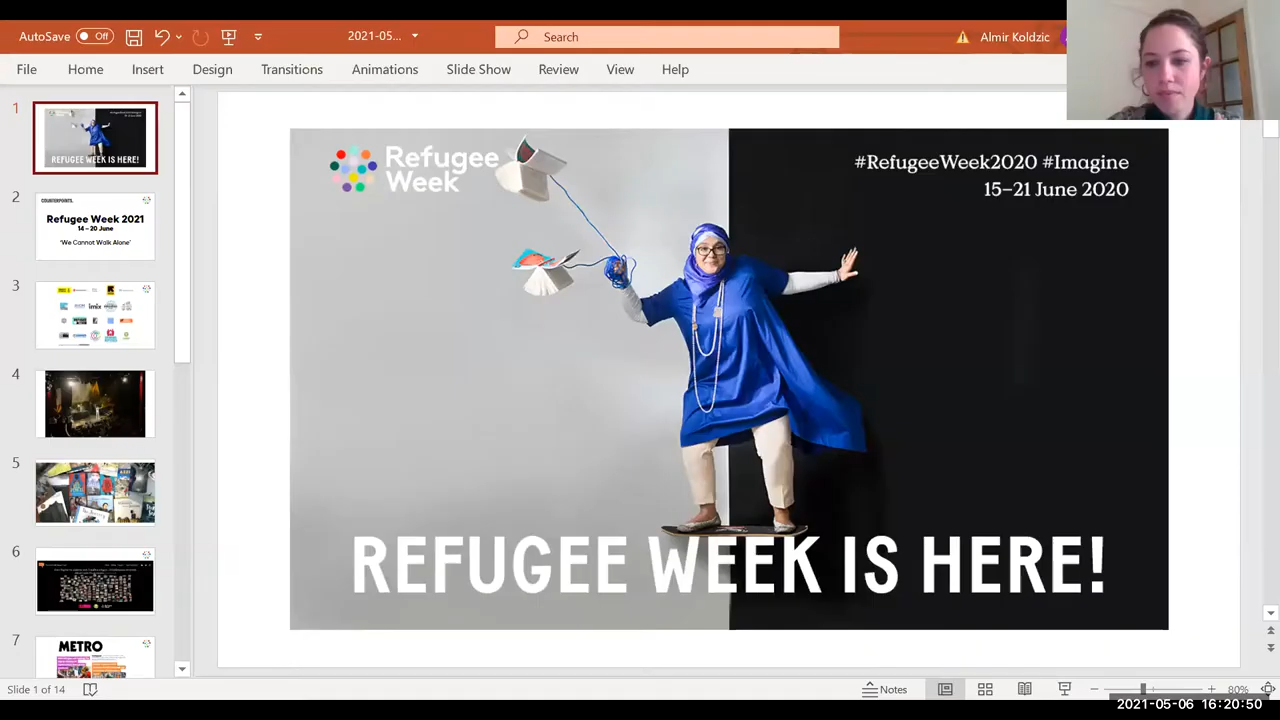 AutoSave Off 2021-05... Search Almir Koldzic
File Home Insert Design Transitions Animations Slide Show Review View Help
1
REFUGEE WEEK IS HERE!
2
COUNTERPOINTS.
Refugee Week 2021
14 – 20 June
‘We Cannot Walk Alone’
3
4
5
6
7
METRO
Refugee
Week
#RefugeeWeek2020 #Imagine
15–21 June 2020
REFUGEE WEEK IS HERE!
Slide 1 of 14 Notes 80%
2021-05-06 16:20:50